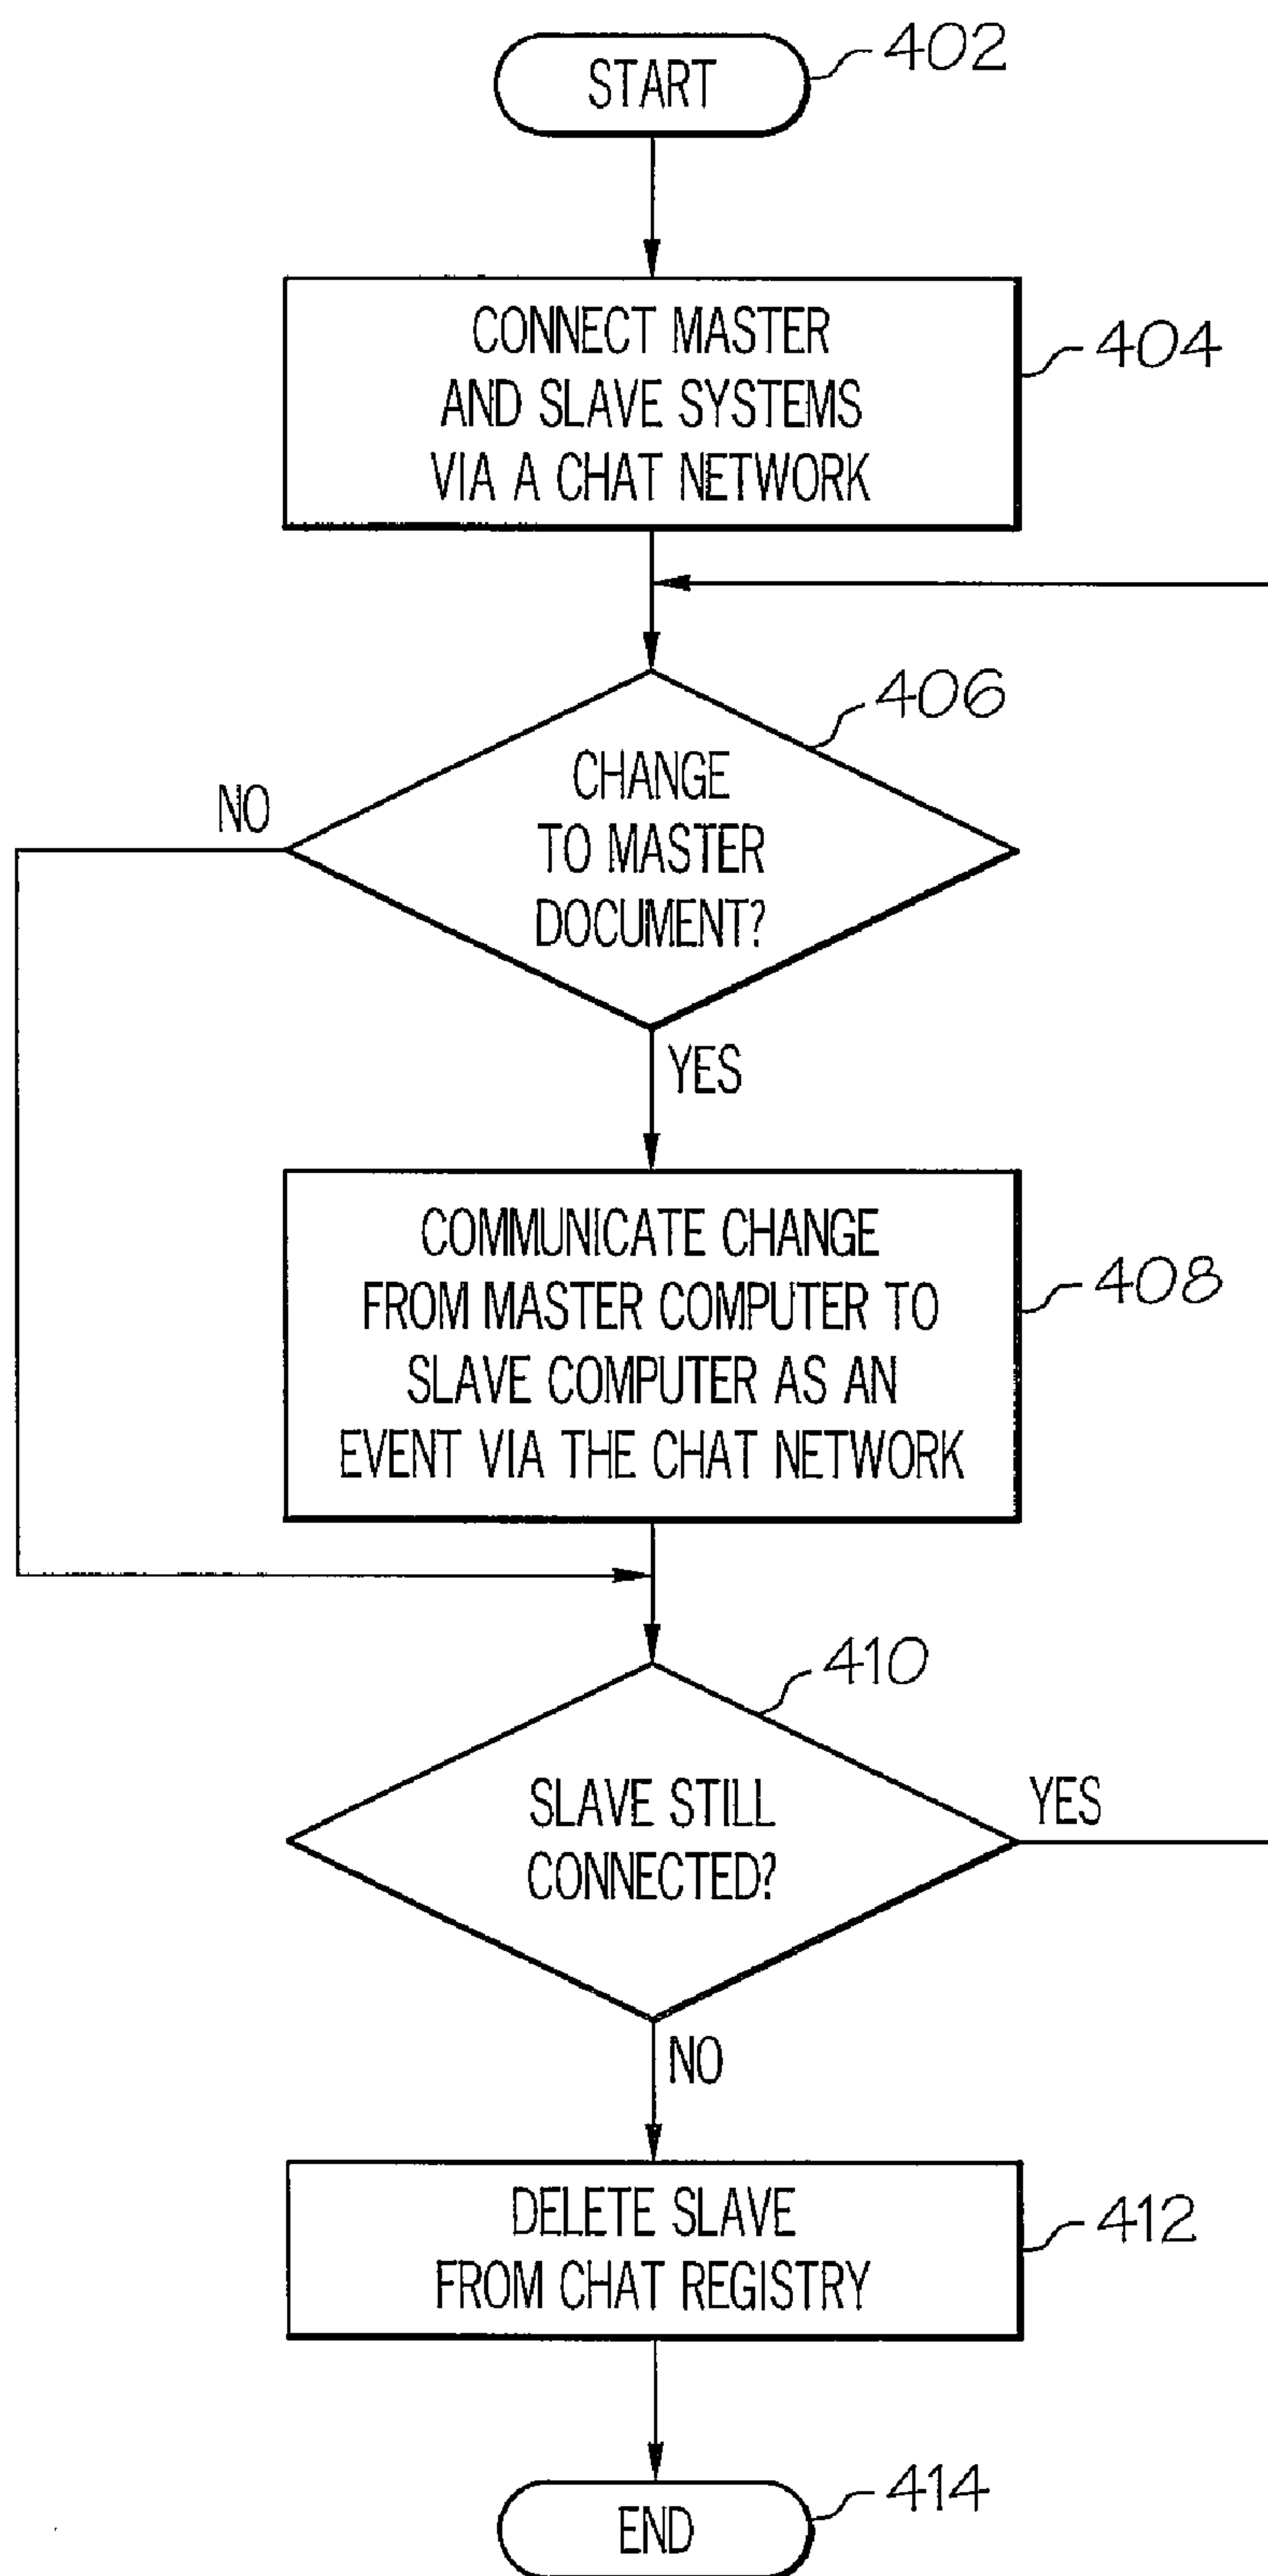 START
402
CONNECT MASTER
AND SLAVE SYSTEMS
VIA A CHAT NETWORK
404
406
CHANGE
TO MASTER
DOCUMENT?
NO
YES
COMMUNICATE CHANGE
FROM MASTER COMPUTER TO
SLAVE COMPUTER AS AN
EVENT VIA THE CHAT NETWORK
408
410
SLAVE STILL
CONNECTED?
YES
NO
DELETE SLAVE
FROM CHAT REGISTRY
412
END
414